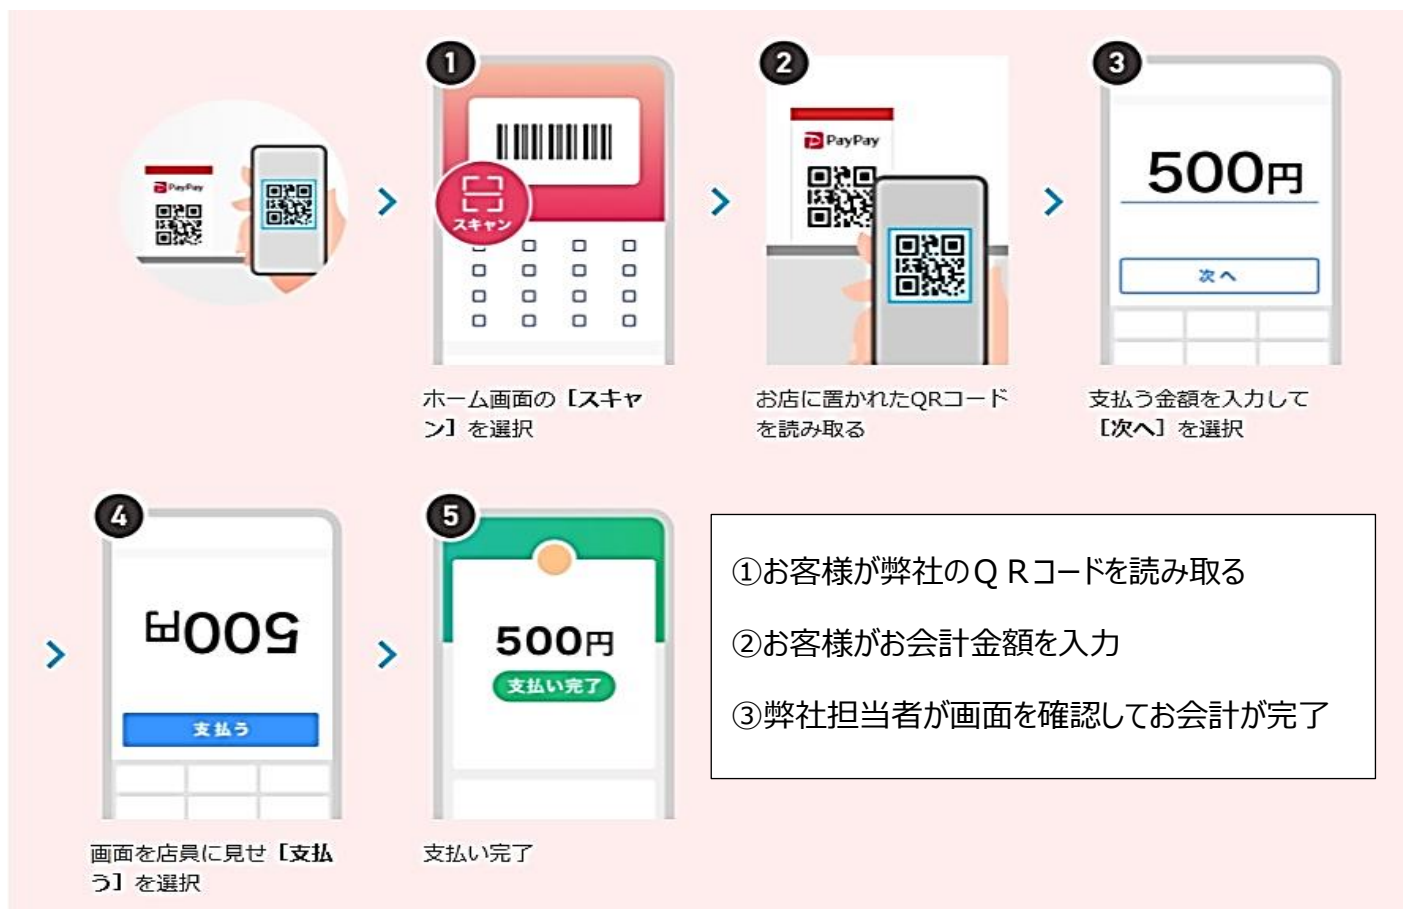 PayPay
1
スキャン
ホーム画面の［スキャ
ン］を選択
2
PayPay
お店に置かれたQRコード
を読み取る
3
500円
次へ
支払う金額を入力して
［次へ］を選択
4
500円
支払う
画面を店員に見せ［支払
う］を選択
5
500円
支払い完了
支払い完了
①お客様が弊社のＱＲコードを読み取る
②お客様がお会計金額を入力
③弊社担当者が画面を確認してお会計が完了